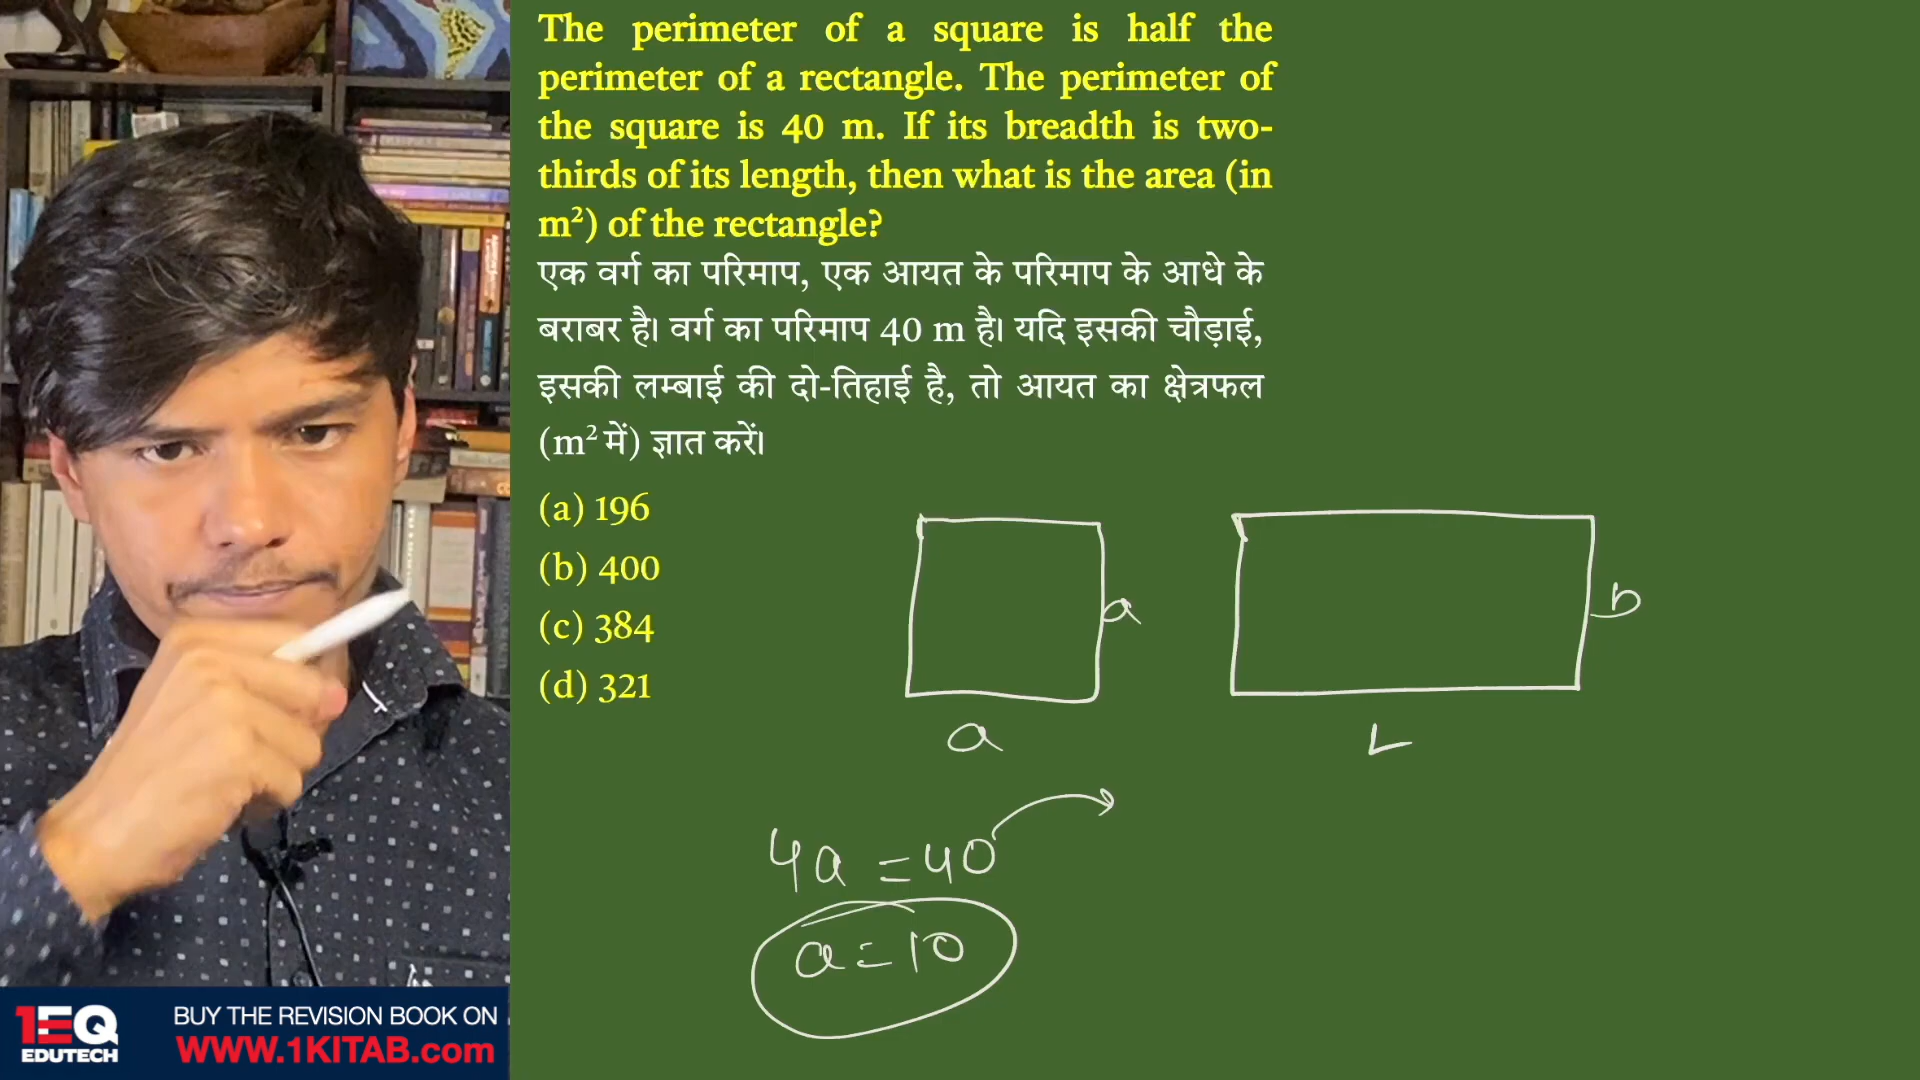 The perimeter of a square is half the
perimeter of a rectangle. The perimeter of
the square is 40 m. If its breadth is two-
thirds of its length, then what is the area (in
m²) of the rectangle?
एक वर्ग का परिमाप, एक आयत के परिमाप के आधे के
बराबर है। वर्ग का परिमाप 40 m है। यदि इसकी चौड़ाई,
इसकी लम्बाई की दो-तिहाई है, तो आयत का क्षेत्रफल
(m² में) ज्ञात करें।
(a) 196
(b) 400
(c) 384
(d) 321
a
b
a
L
4a = 40
a = 10
1EQ
EDUTECH
BUY THE REVISION BOOK ON
WWW.1KITAB.com